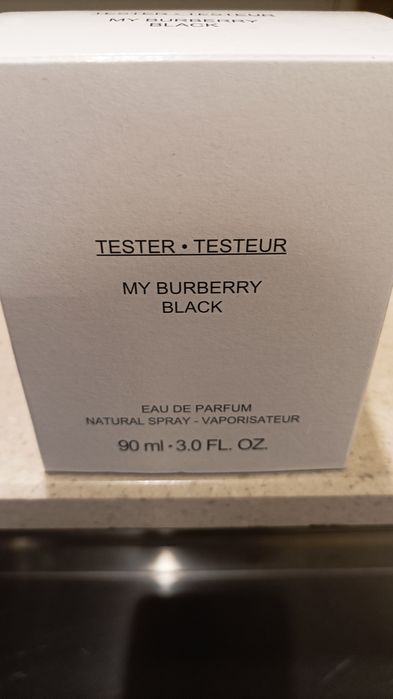 TESTER • TESTEUR
MY BURBERRY
BLACK
TESTER • TESTEUR
MY BURBERRY
BLACK
EAU DE PARFUM
NATURAL SPRAY - VAPORISATEUR
90 ml · 3.0 FL. OZ.